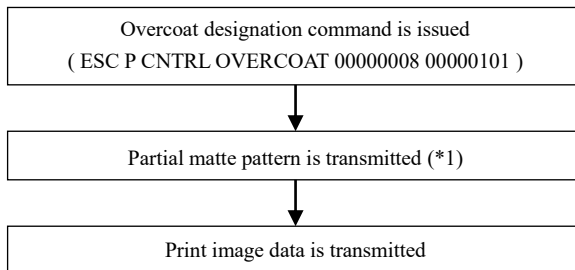 Overcoat designation command is issued
( ESC P CNTRL OVERCOAT 00000008 00000101 )
Partial matte pattern is transmitted (*1)
Print image data is transmitted